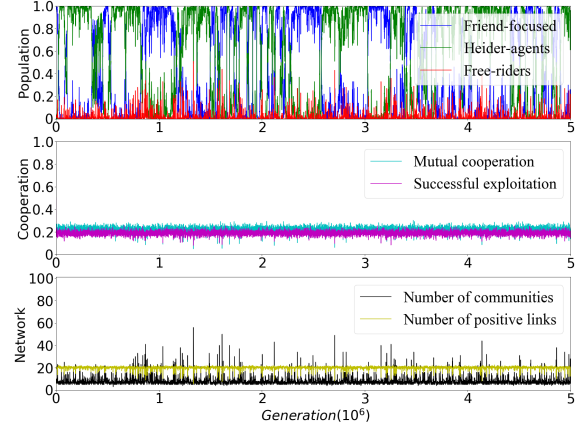 1.0
0.8
0.6
0.4
0.2
0
Population
Friend-focused
Heider-agents
Free-riders
0 1 2 3 4 5
1.0
0.8
0.6
0.4
0.2
0
Cooperation
Mutual cooperation
Successful exploitation
0 1 2 3 4 5
100
80
60
40
20
0
Network
Number of communities
Number of positive links
0 1 2 3 4 5
Generation(10⁶)